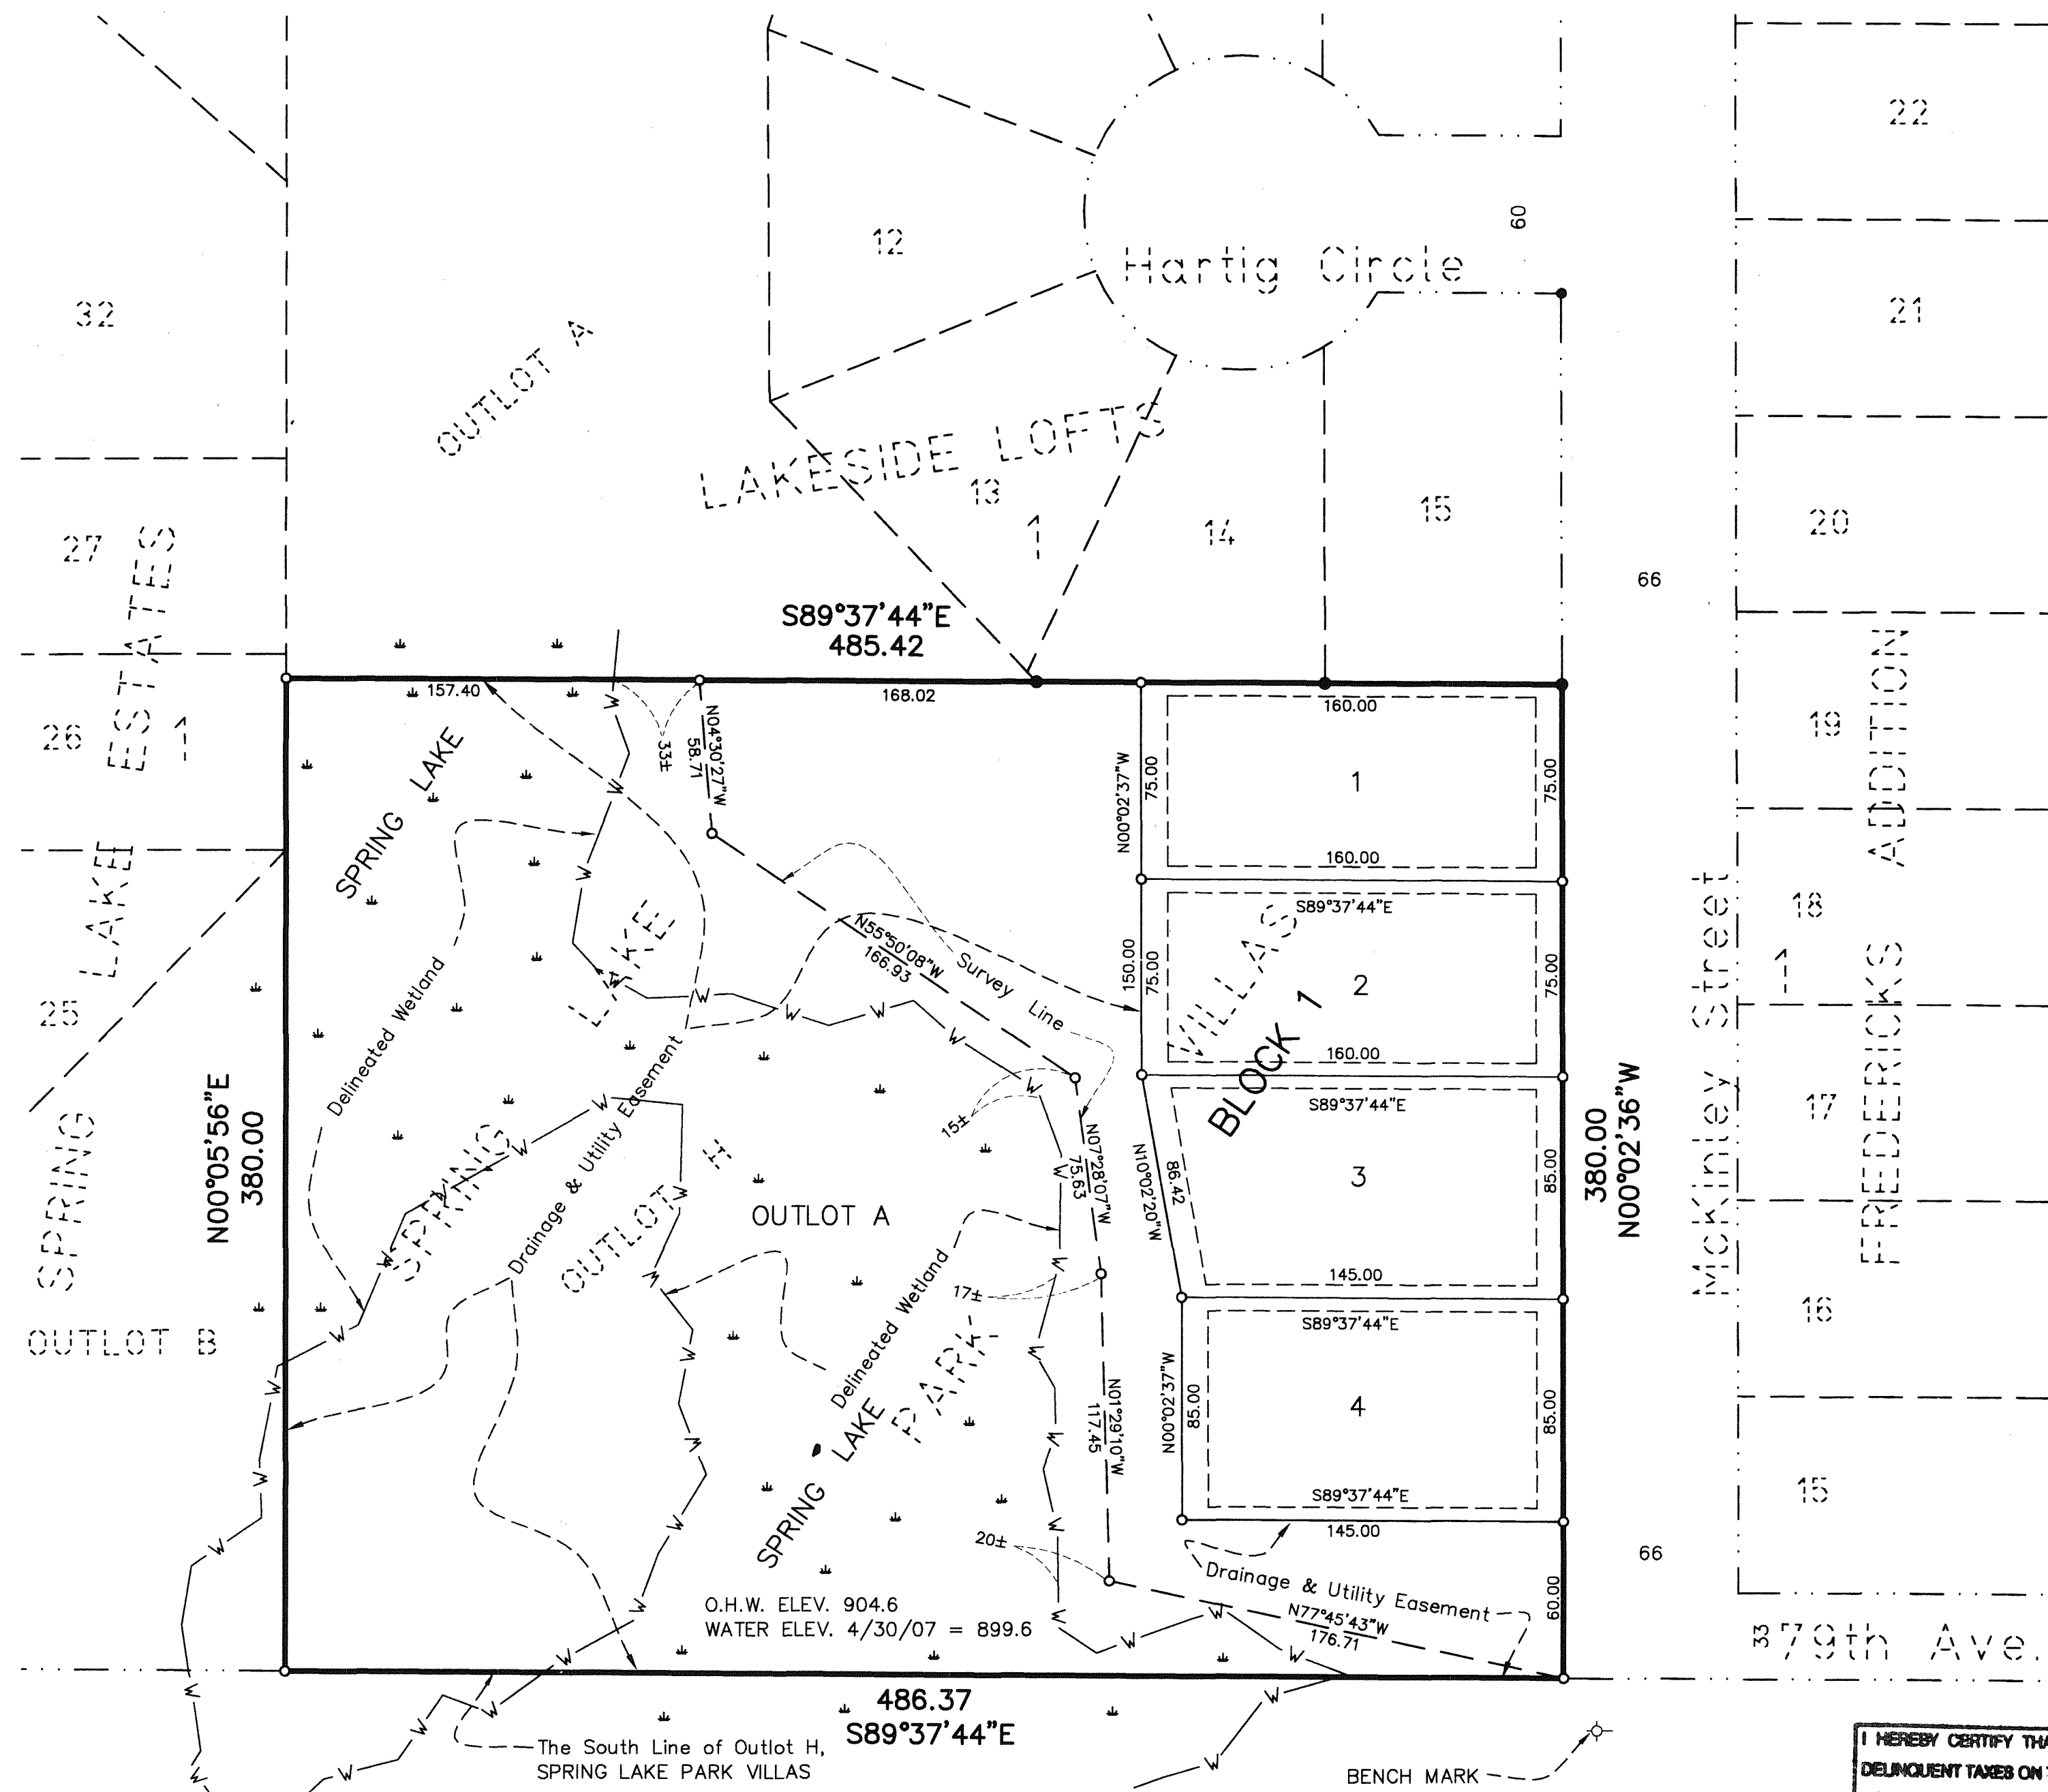 22
60
12
Hartig Circle
32
21
OUTLOT A
LAKESIDE LOFTS
13
1
14
15
20
27
66
S89°37'44"E
485.42
157.40
168.02
160.00
26
1
SPRING LAKE ESTATES
SPRING LAKE
33±
N04°30'27"W
58.71
N00°02'37"W
75.00
1
75.00
19
FREDERICKS ADDITION
160.00
S89°37'44"E
18
1
N55°50'08"W
166.93
Survey Line
150.00
75.00
2
75.00
VILLAS
BLOCK 1
160.00
S89°37'44"E
McKinley Street
Delineated Wetland
25
SPRING LAKE PARK
OUTLOT H
Drainage & Utility Easement
N00°05'56"E
380.00
15±
N07°28'07"W
75.63
N10°02'20"W
86.42
3
85.00
380.00
N00°02'36"W
17
OUTLOT A
145.00
Delineated Wetland
17±
S89°37'44"E
16
OUTLOT B
N01°29'10"W
117.45
N00°02'37"W
85.00
4
85.00
SPRING LAKE
S89°37'44"E
15
145.00
20±
66
Drainage & Utility Easement
O.H.W. ELEV. 904.6
WATER ELEV. 4/30/07 = 899.6
N77°45'43"W
176.71
60.00
33
79th Ave.
486.37
S89°37'44"E
The South Line of Outlot H,
SPRING LAKE PARK VILLAS
BENCH MARK
I HEREBY CERTIFY THA
DELINQUENT TAXES ON
W W W W W W W W W W W W W W W W W W W W W W W W W W W W W W W W W W W W W W W W W W